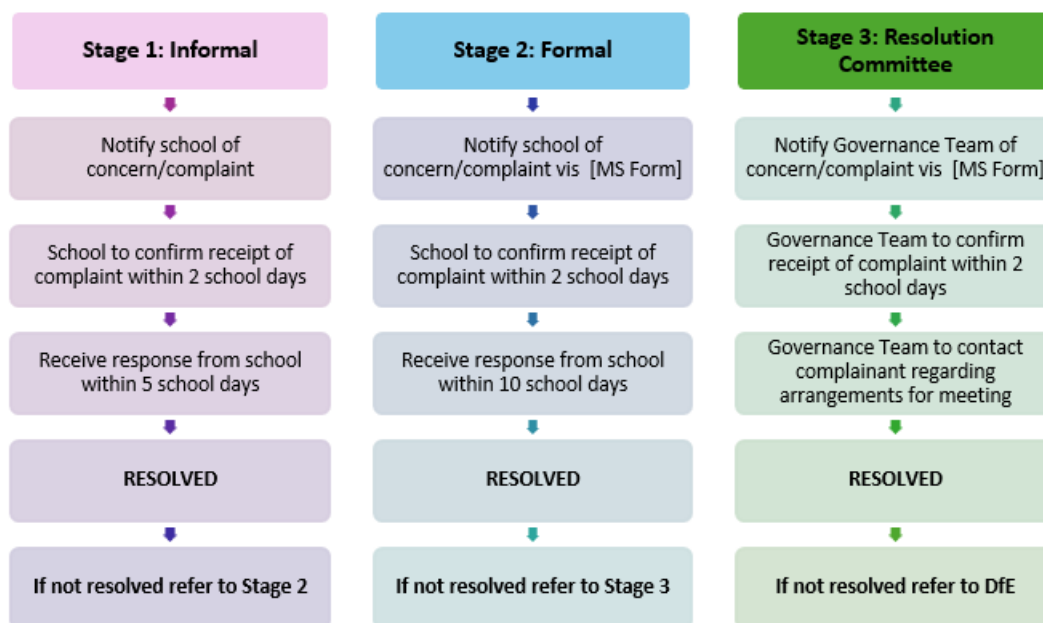 Stage 1: Informal
Notify school of
concern/complaint
School to confirm receipt of
complaint within 2 school days
Receive response from school
within 5 school days
RESOLVED
If not resolved refer to Stage 2
Stage 2: Formal
Notify school of
concern/complaint vis [MS Form]
School to confirm receipt of
complaint within 2 school days
Receive response from school
within 10 school days
RESOLVED
If not resolved refer to Stage 3
Stage 3: Resolution
Committee
Notify Governance Team of
concern/complaint vis [MS Form]
Governance Team to confirm
receipt of complaint within 2
school days
Governance Team to contact
complainant regarding
arrangements for meeting
RESOLVED
If not resolved refer to DfE